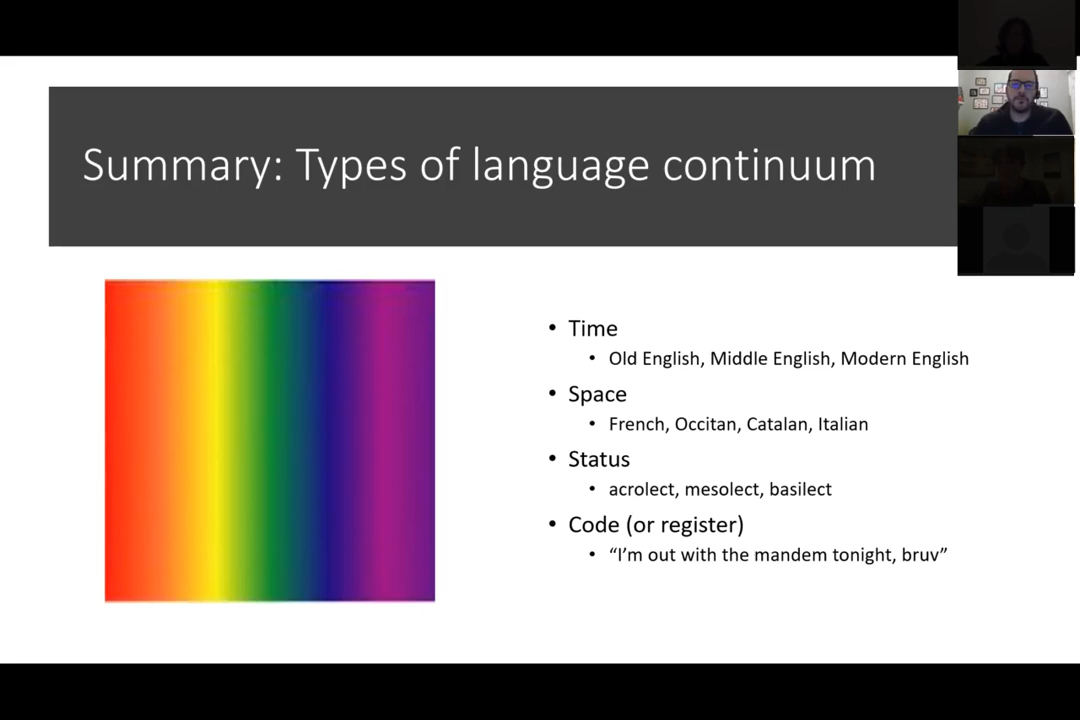 Summary: Types of language continuum
• Time
• Old English, Middle English, Modern English
• Space
• French, Occitan, Catalan, Italian
• Status
• acrolect, mesolect, basilect
• Code (or register)
• “I’m out with the mandem tonight, bruv”